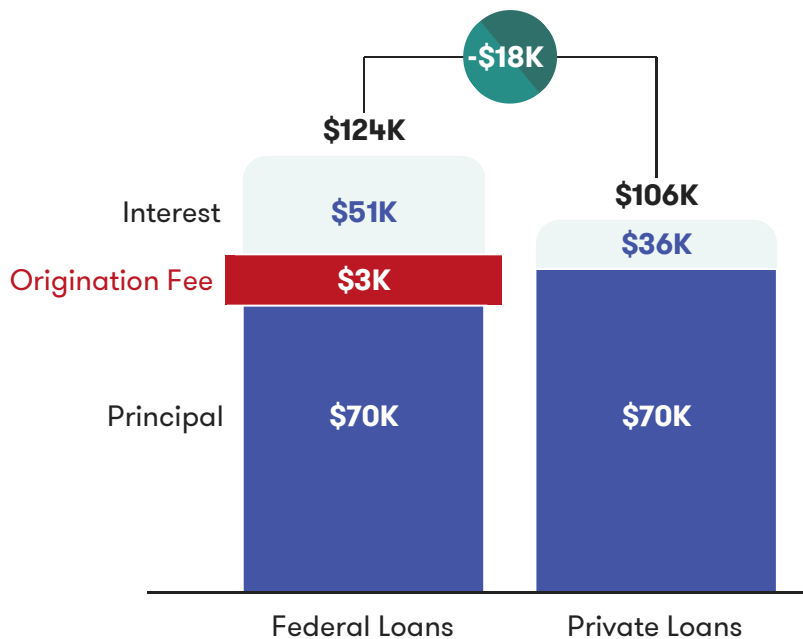 -$18K
$124K
$106K
Interest
$51K
$36K
Origination Fee
$3K
Principal
$70K
$70K
Federal Loans
Private Loans